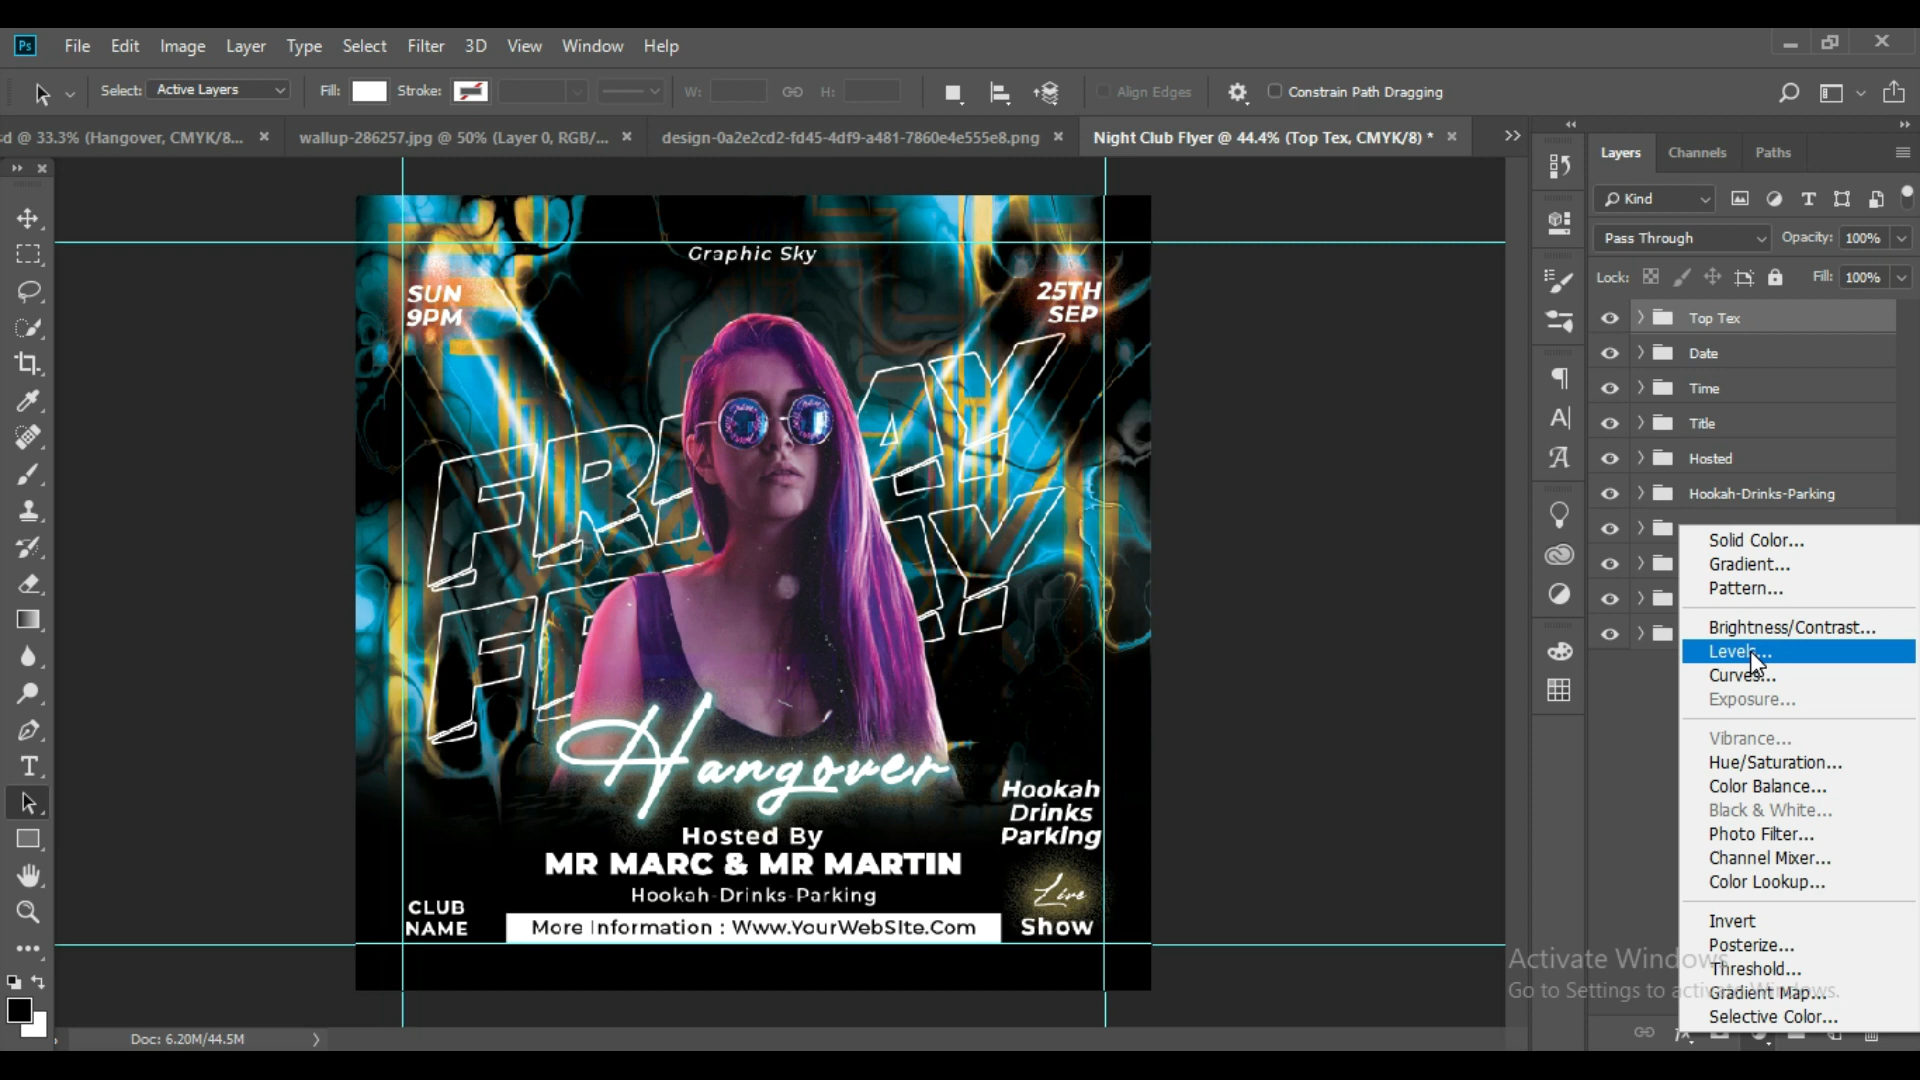 Ps File Edit Image Layer Type Select Filter 3D View Window Help
Select: Active Layers Fill: Stroke: W: H: Align Edges Constrain Path Dragging
d @ 33.3% (Hangover, CMYK/8... × wallup-286257.jpg @ 50% (Layer 0, RGB/... × design-0a2e2cd2-fd45-4df9-a481-7860e4e555e8.png × Night Club Flyer @ 44.4% (Top Tex, CMYK/8) * ×
Layers Channels Paths
Kind
Pass Through Opacity: 100%
Lock: Fill: 100%
Top Tex
Date
Time
Title
Hosted
Hookah-Drinks-Parking
Solid Color...
Gradient...
Pattern...
Brightness/Contrast...
Levels...
Curves...
Exposure...
Vibrance...
Hue/Saturation...
Color Balance...
Black & White...
Photo Filter...
Channel Mixer...
Color Lookup...
Invert
Posterize...
Threshold...
Gradient Map...
Selective Color...
Graphic Sky
SUN
9PM
25TH
SEP
Hangover
Hosted By
MR MARC & MR MARTIN
Hookah-Drinks-Parking
More Information : Www.YourWebSIte.Com
Hookah
Drinks
Parking
Live
Show
CLUB
NAME
Activate Windows
Go to Settings to activate Windows.
Doc: 6.20M/44.5M